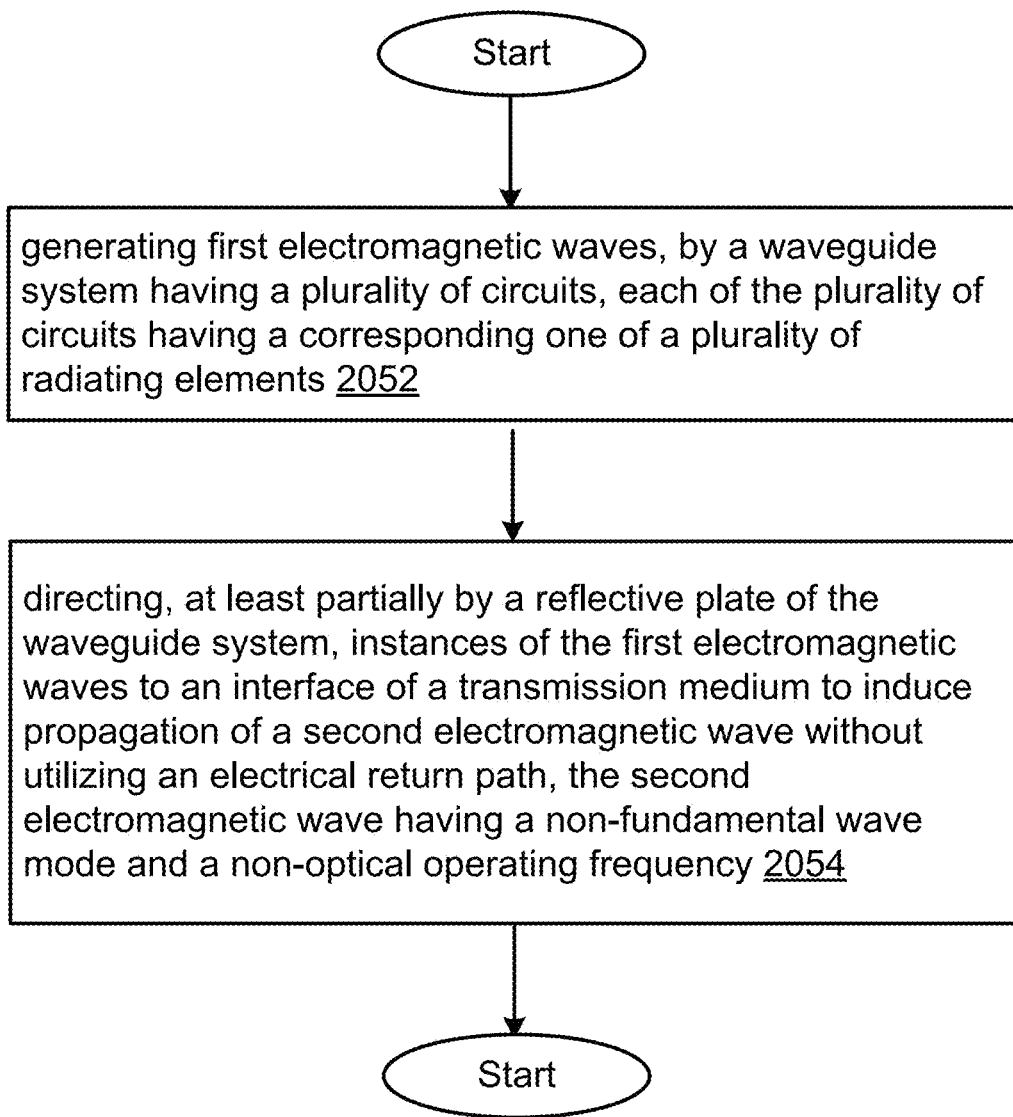 Start
generating first electromagnetic waves, by a waveguide
system having a plurality of circuits, each of the plurality of
circuits having a corresponding one of a plurality of
radiating elements 2052
directing, at least partially by a reflective plate of the
waveguide system, instances of the first electromagnetic
waves to an interface of a transmission medium to induce
propagation of a second electromagnetic wave without
utilizing an electrical return path, the second
electromagnetic wave having a non-fundamental wave
mode and a non-optical operating frequency 2054
Start